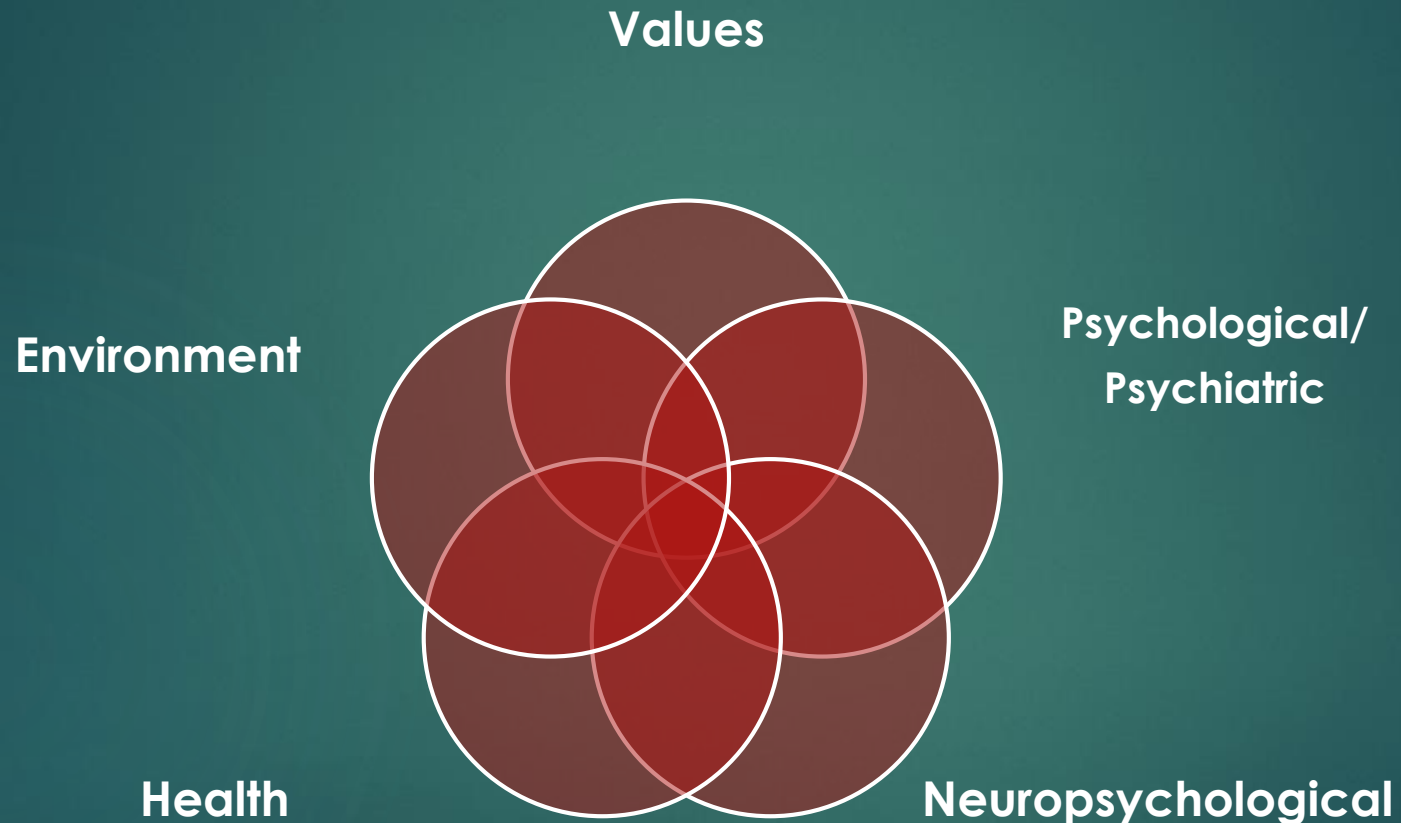 Values
Psychological/
Psychiatric
Environment
Health
Neuropsychological